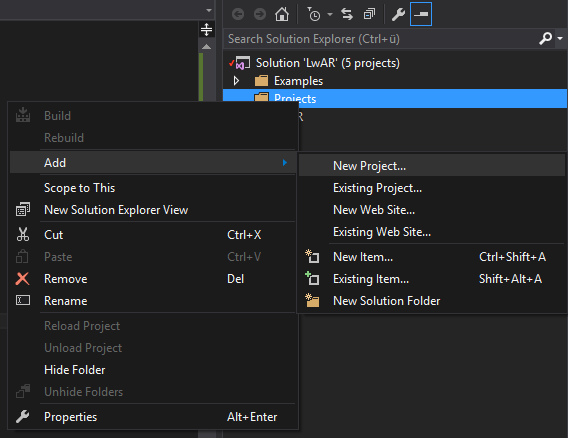 Search Solution Explorer (Ctrl+ü)
Solution 'LwAR' (5 projects)
Examples
Projects
R
Build
Rebuild
Add
Scope to This
New Solution Explorer View
Cut Ctrl+X
Paste Ctrl+V
Remove Del
Rename
Reload Project
Unload Project
Hide Folder
Unhide Folders
Properties Alt+Enter
New Project...
Existing Project...
New Web Site...
Existing Web Site...
New Item... Ctrl+Shift+A
Existing Item... Shift+Alt+A
New Solution Folder